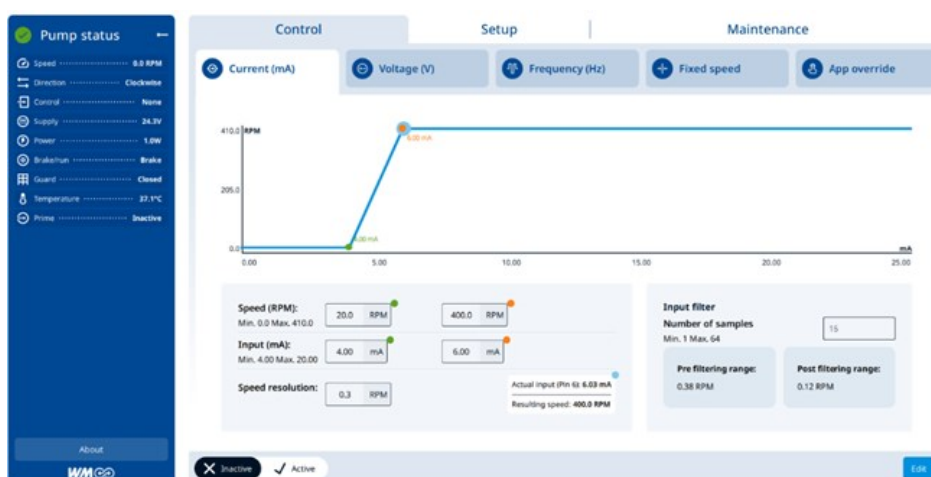 Pump status
Speed 0.0 RPM
Direction Clockwise
Control None
Supply 24.3V
Power 1.0W
Brake/run Brake
Guard Closed
Temperature 37.1°C
Prime Inactive
About
WM
Control
Setup
Maintenance
Current (mA)
Voltage (V)
Frequency (Hz)
Fixed speed
App override
410.0 RPM
6.00 mA
205.0
4.00 mA
0.0
mA
0.00 5.00 10.00 15.00 20.00 25.00
Speed (RPM):
Min. 0.0 Max. 410.0
20.0 RPM
400.0 RPM
Input (mA):
Min. 4.00 Max. 20.00
4.00 mA
6.00 mA
Speed resolution:
0.3 RPM
Actual input (Pin 6): 6.03 mA
Resulting speed: 400.0 RPM
Input filter
Number of samples
Min. 1 Max. 64
15
Pre filtering range:
0.38 RPM
Post filtering range:
0.12 RPM
Inactive
Active
Edit